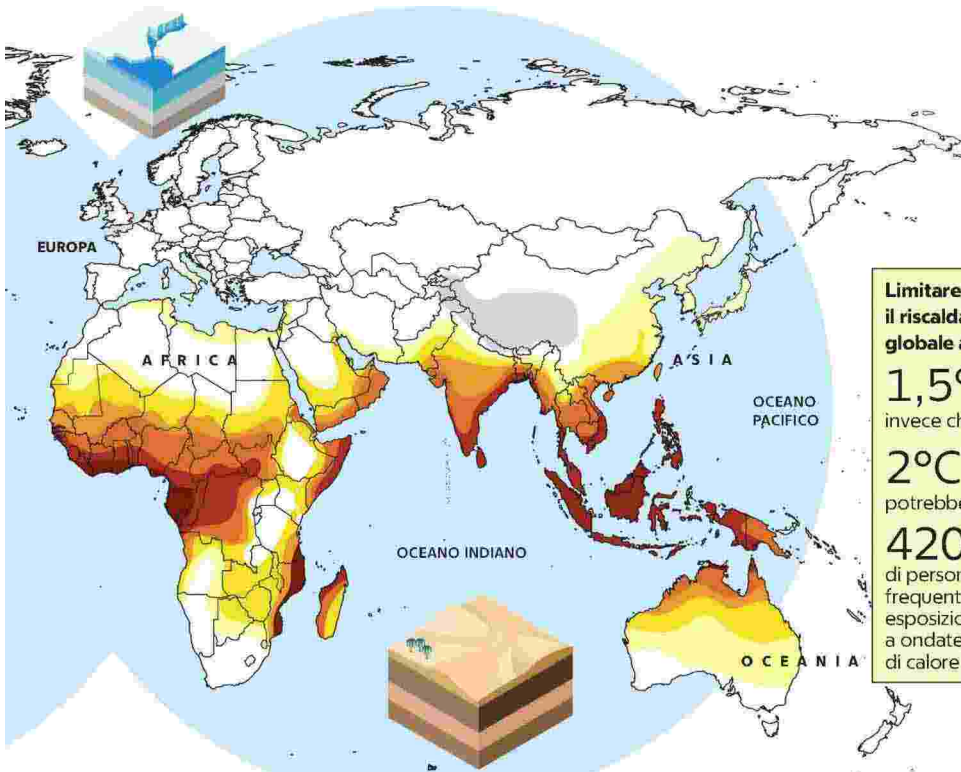 EUROPA
AFRICA
ASIA
OCEANO
PACIFICO
OCEANO INDIANO
OCEANIA
Limitare
il riscalda
globale a
1,5°
invece ch
2°C
potrebbe
420
di person
frequent
esposizio
a ondate
di calore